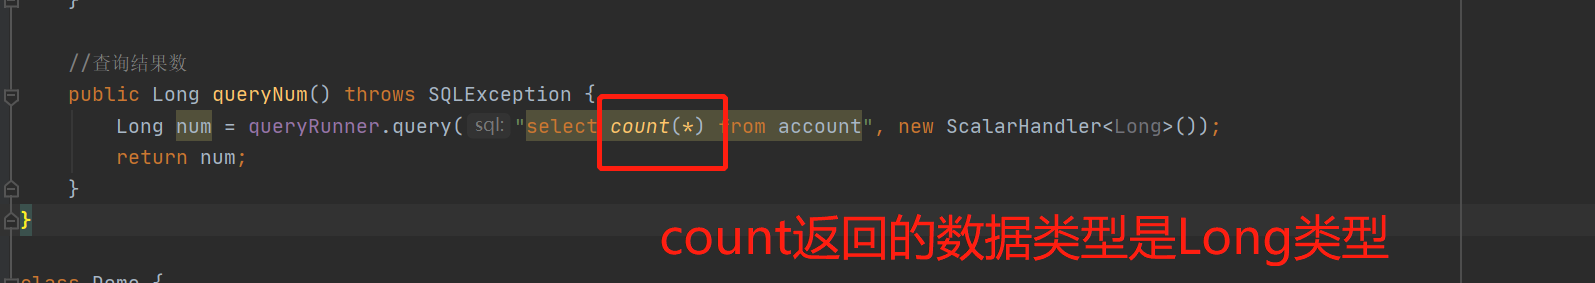 }
//查询结果数
public Long queryNum() throws SQLException {
Long num = queryRunner.query( sql: "select count(*) from account", new ScalarHandler<Long>());
return num;
}
}
count返回的数据类型是Long类型
class Demo {